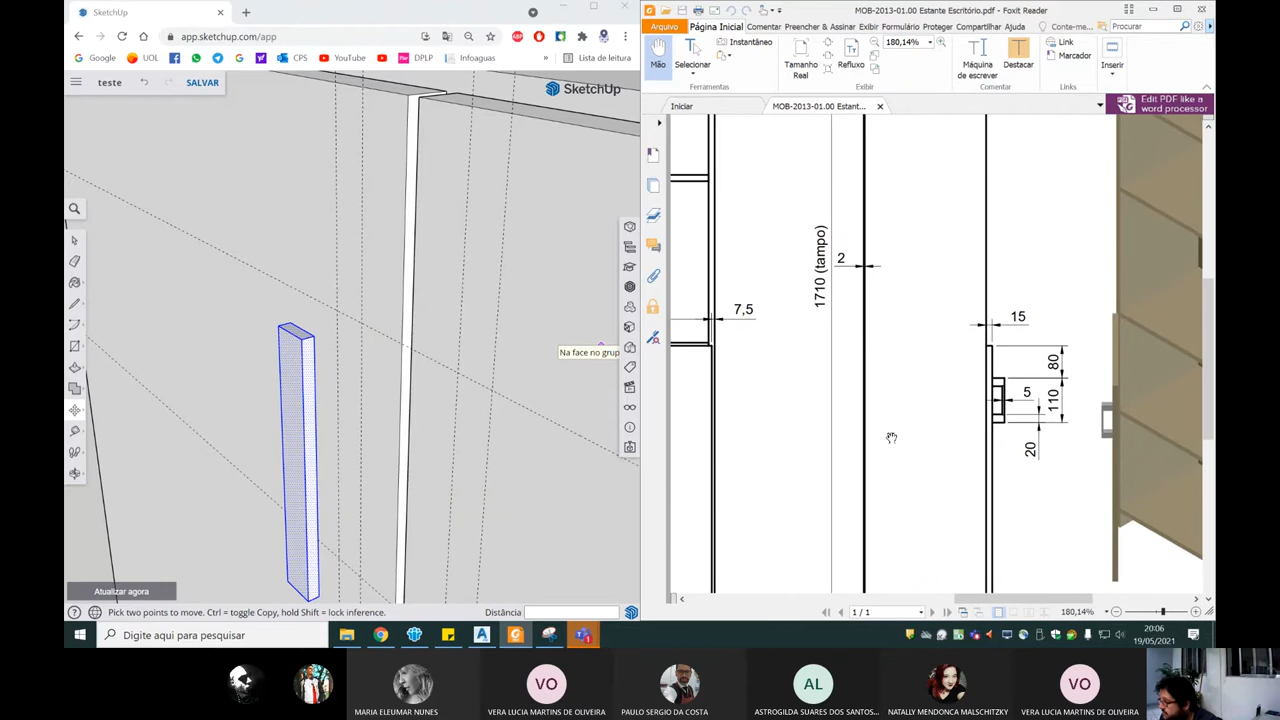 SketchUp
MOB-2013-01.00 Estante Escritório.pdf - Foxit Reader
app.sketchup.com/app
Arquivo Página Inicial Comentar Preencher & Assinar Exibir Formulário Proteger Compartilhar Ajuda Conte-me... Procurar
Google UOL CPS YouTube DPLP Infoaguas » Lista de leitura
Mão
Selecionar
Instantâneo
Tamanho
Real
Refluxo
180,14%
Máquina
de escrever
Destacar
Link
Marcador
Inserir
Ferramentas Exibir Comentar Links
teste SALVAR
SketchUp
Iniciar MOB-2013-01.00 Estant...
Edit PDF like a
word processor
1710 (tampo)
2
7,5
15
80
5
110
20
Na face no grup
Atualizar agora
Pick two points to move. Ctrl = toggle Copy, hold Shift = lock inference. Distância
1 / 1 180,14%
Digite aqui para pesquisar
20:06
19/05/2021
MARIA ELEUMAR NUNES
VO
VERA LUCIA MARTINS DE OLIVEIRA
PAULO SERGIO DA COSTA
AL
ASTROGILDA SUARES DOS SANTOS...
NATALLY MENDONCA MALSCHITZKY
VO
VERA LUCIA MARTINS DE OLIVEIRA